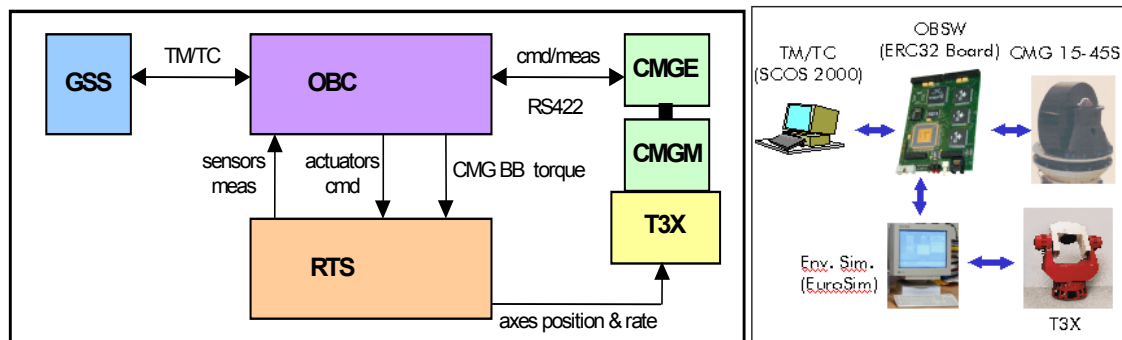 GSS
TM/TC
OBC
cmd/meas
RS422
CMGE
CMGM
T3X
sensors
meas
actuators
cmd
CMG BB torque
RTS
axes position & rate
TM/TC
(SCOS 2000)
OBSW
(ERC32 Board)
CMG 15-45S
Env. Sim.
(EuroSim)
T3X